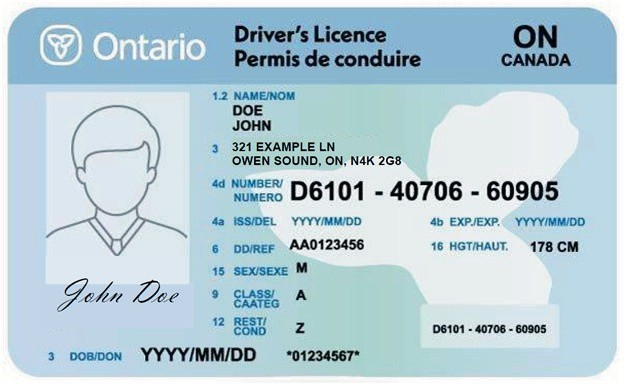 Ontario
Driver's Licence
Permis de conduire
ON
CANADA
1.2 NAME/NOM
DOE
JOHN
3 321 EXAMPLE LN
OWEN SOUND, ON, N4K 2G8
4d NUMBER/
NUMERO D6101 - 40706 - 60905
4a ISS/DEL YYYY/MM/DD 4b EXP./EXP. YYYY/MM/DD
6 DD/REF AA0123456 16 HGT/HAUT. 178 CM
15 SEX/SEXE M
John Doe
9 CLASS/
CAATEG A
12 REST/
COND Z
D6101 - 40706 - 60905
3 DOB/DON YYYY/MM/DD *01234567*